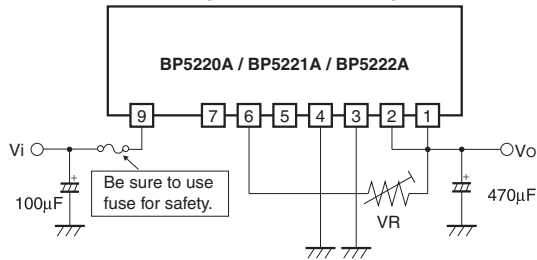 BP5220A / BP5221A / BP5222A
9 7 6 5 4 3 2 1
Vi
Vo
Be sure to use
fuse for safety.
100μF
470μF
VR